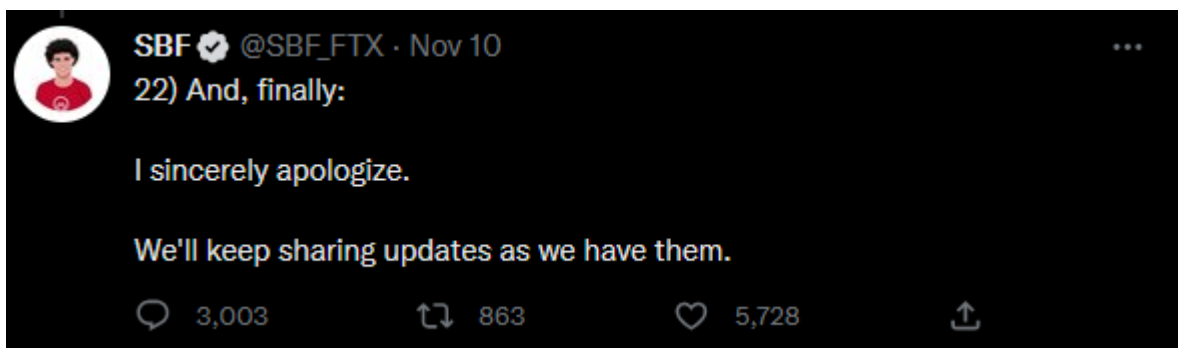 SBF @SBF_FTX · Nov 10
22) And, finally:
I sincerely apologize.
We'll keep sharing updates as we have them.
3,003 863 5,728